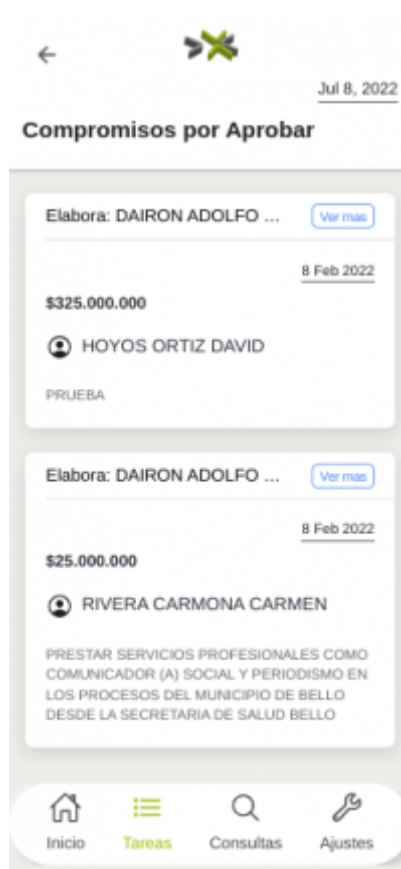 Jul 8, 2022
Compromisos por Aprobar
Elabora: DAIRON ADOLFO ...
Ver mas
8 Feb 2022
$325.000.000
HOYOS ORTIZ DAVID
PRUEBA
Elabora: DAIRON ADOLFO ...
Ver mas
8 Feb 2022
$25.000.000
RIVERA CARMONA CARMEN
PRESTAR SERVICIOS PROFESIONALES COMO
COMUNICADOR (A) SOCIAL Y PERIODISMO EN
LOS PROCESOS DEL MUNICIPIO DE BELLO
DESDE LA SECRETARIA DE SALUD BELLO
Inicio
Tareas
Consultas
Ajustes